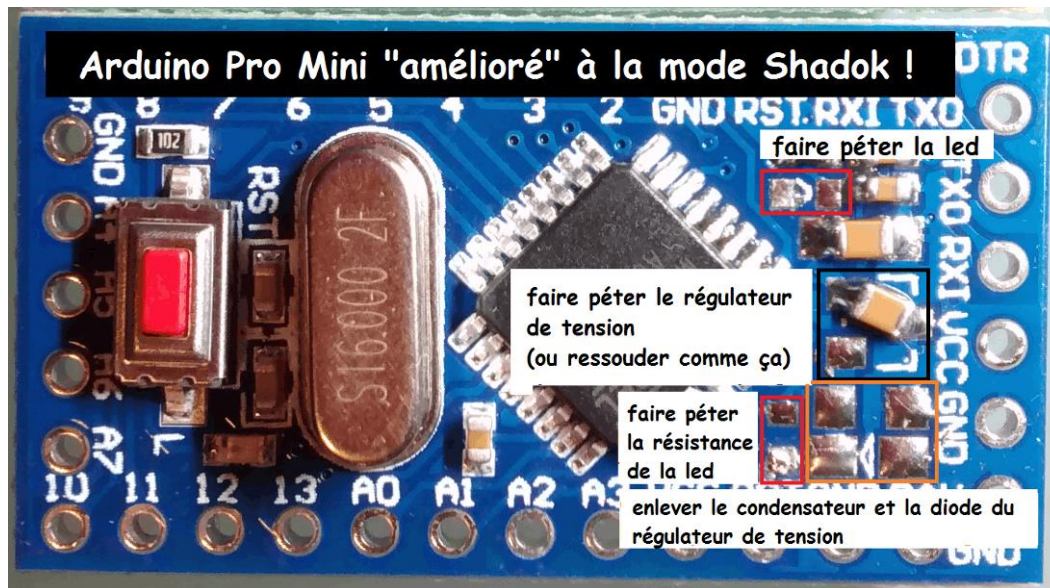 Arduino Pro Mini "amélioré" à la mode Shadok !
DTR
9 8 7 6 5 4 3 2 GND RST RXI TXO
GND
102
RST
faire péter la led
TXO
RXI
VCC
GND
S16.000 2F
faire péter le régulateur
de tension
(ou ressouder comme ça)
faire péter
la résistance
de la led
L
A7
10 11 12 13 A0 A1 A2 A3
enlever le condensateur et la diode du
régulateur de tension
GND